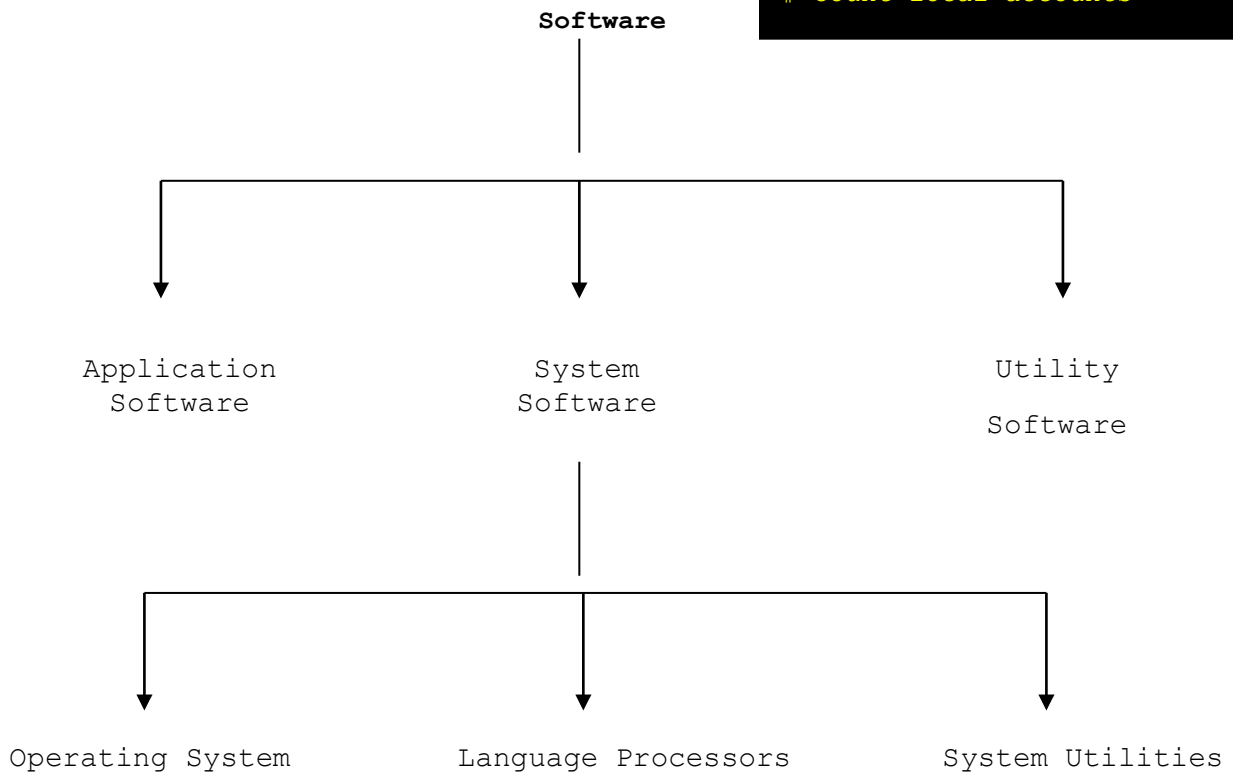 Software
Application
Software
System
Software
Utility
Software
Operating System
Language Processors
System Utilities